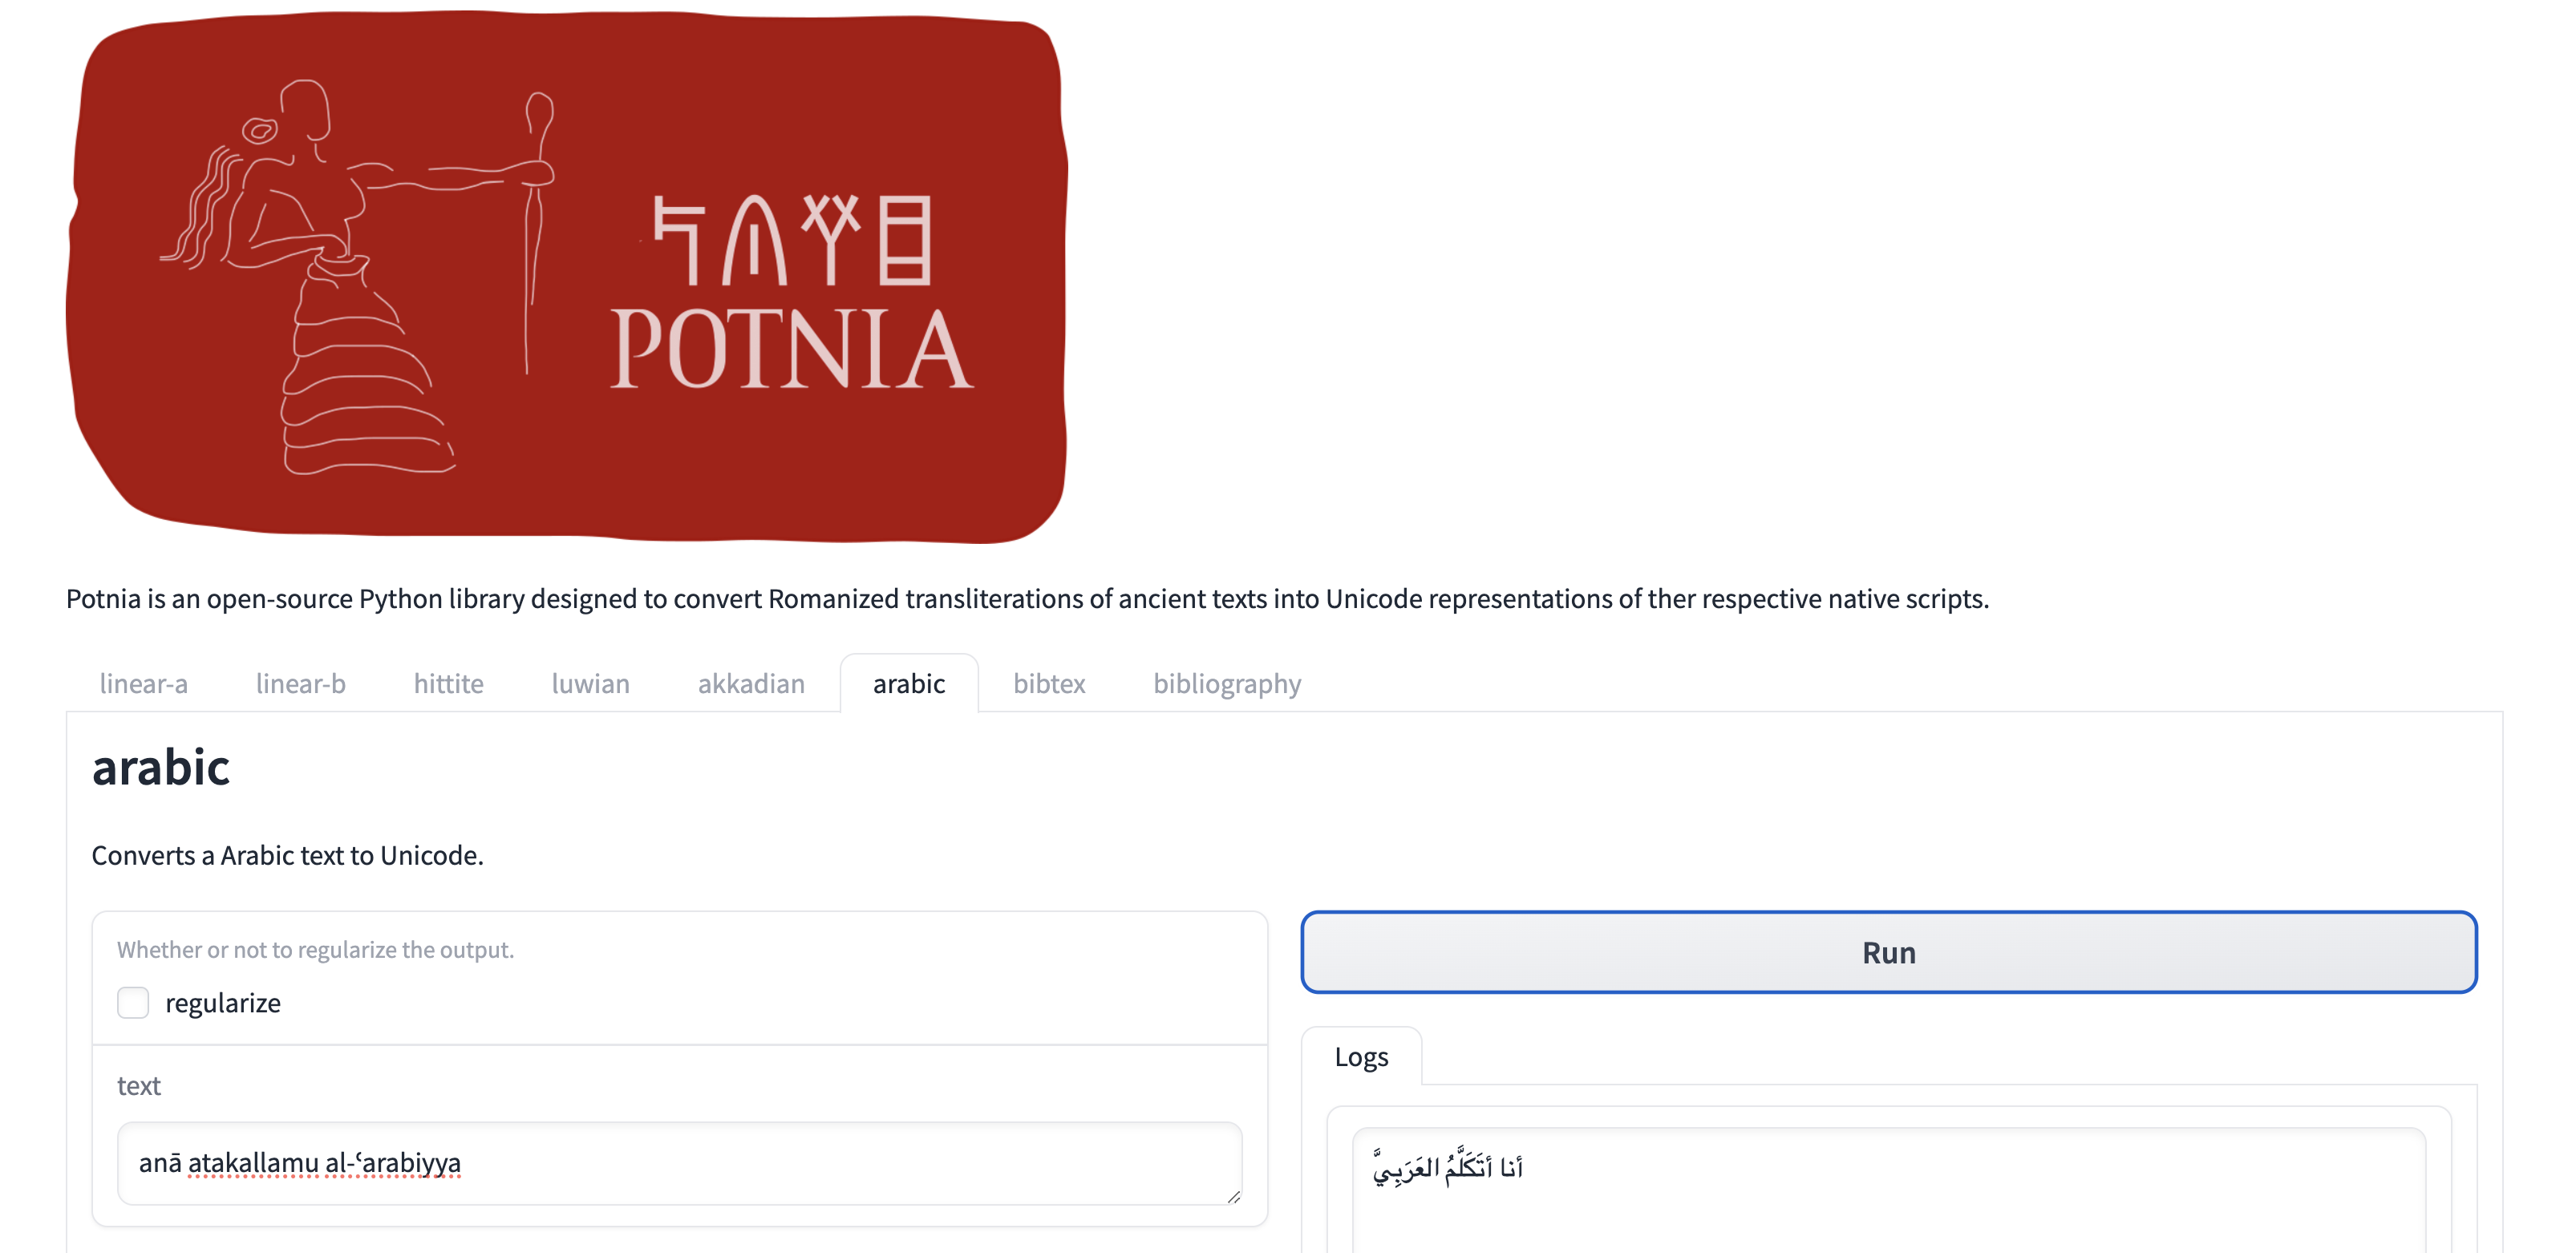 𐀡𐀴𐀛𐀊
POTNIA
Potnia is an open-source Python library designed to convert Romanized transliterations of ancient texts into Unicode representations of ther respective native scripts.
linear-a linear-b hittite luwian akkadian arabic bibtex bibliography
arabic
Converts a Arabic text to Unicode.
Whether or not to regularize the output.
regularize
text
anā atakallamu al-ʿarabiyya
Run
Logs
أنا أتَكَلَّمُ العَرَبِيَّ